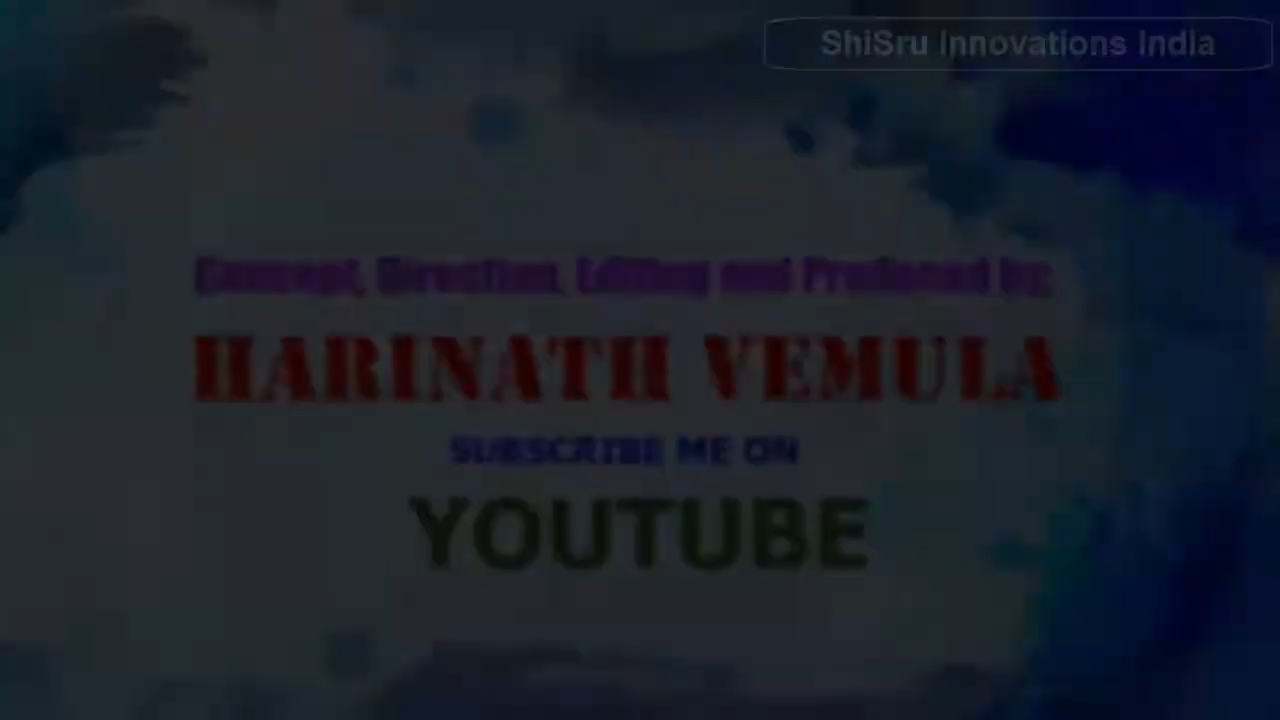 ShiSru Innovations India
Concept, Direction, Editing and Produced by:
HARINATH VEMULA
SUBSCRIBE ME ON
YOUTUBE